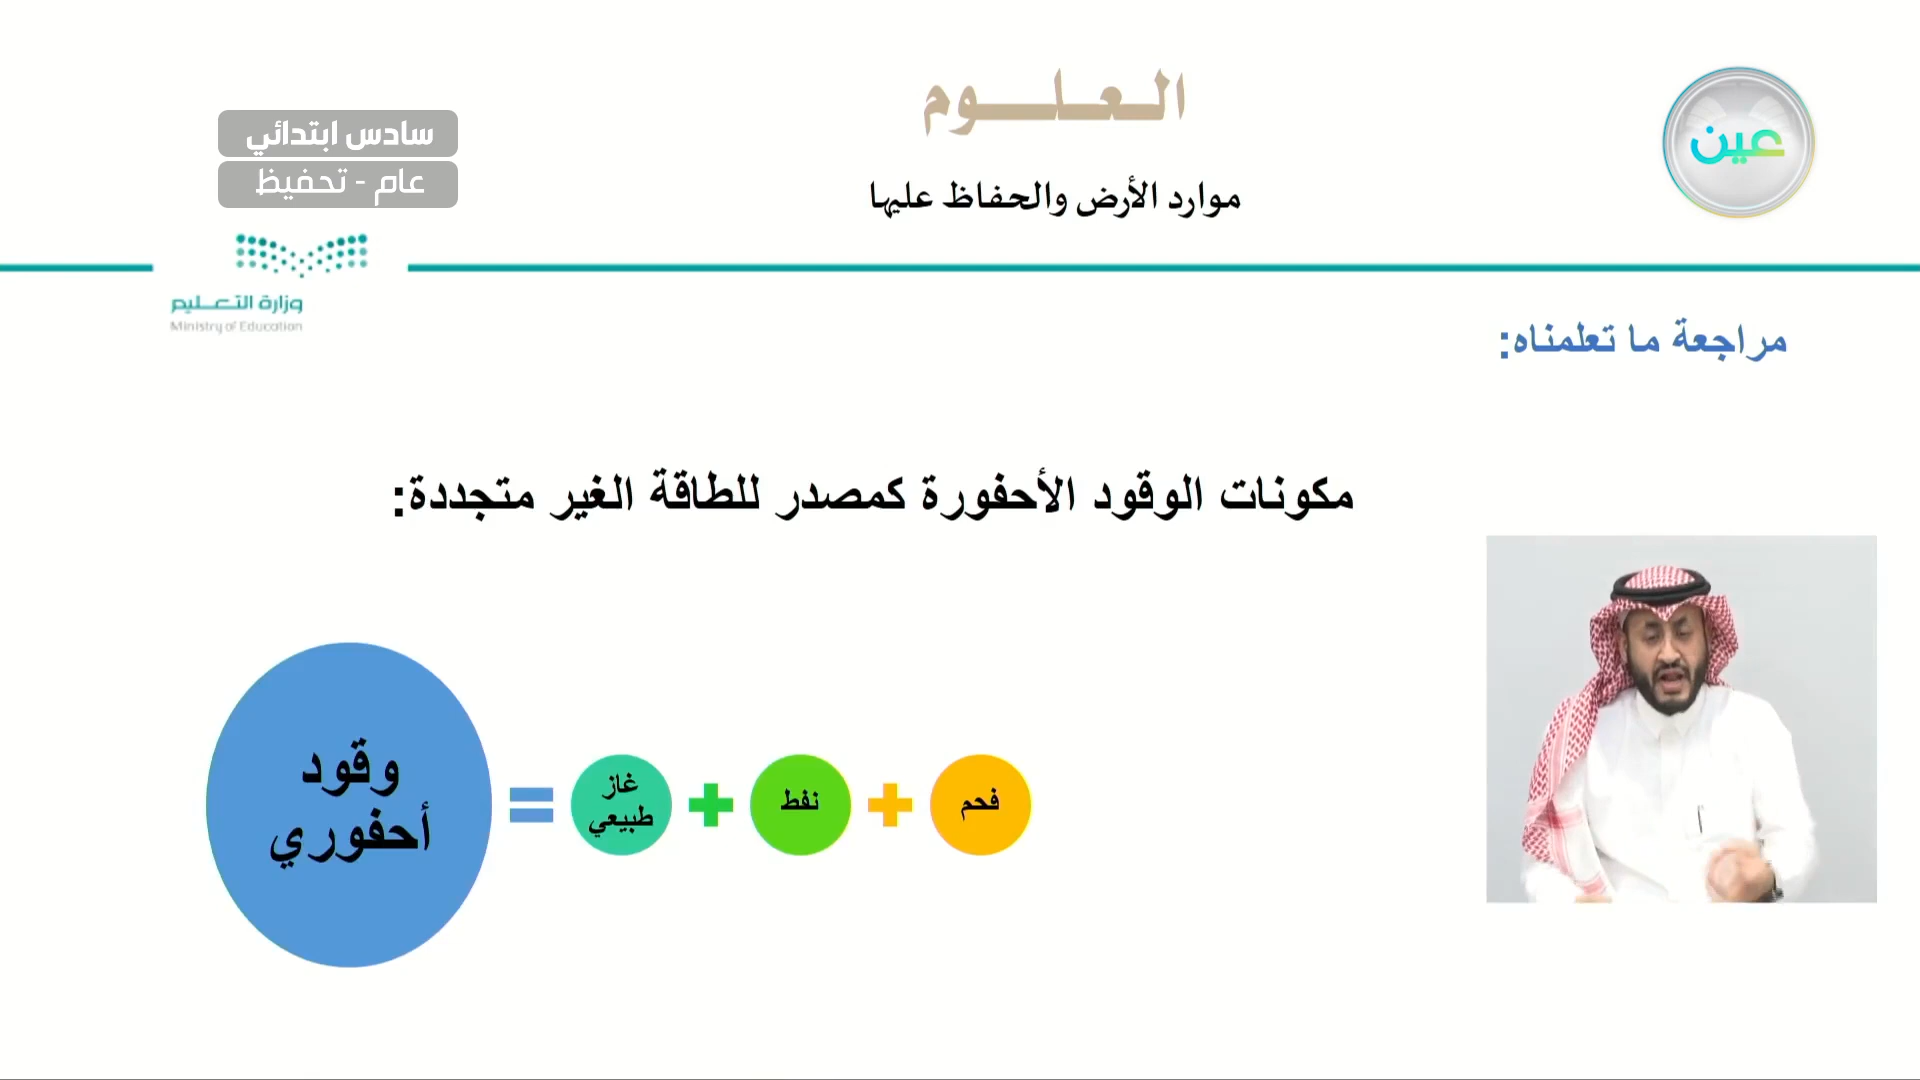 العلوم
موارد الأرض والحفاظ عليها
عين
سادس ابتدائي
عام - تحفيظ
وزارة التعليم
Ministry of Education
مراجعة ما تعلمناه:
مكونات الوقود الأحفورة كمصدر للطاقة الغير متجددة:
فحم
+
نفط
+
غاز
طبيعي
=
وقود
أحفوري